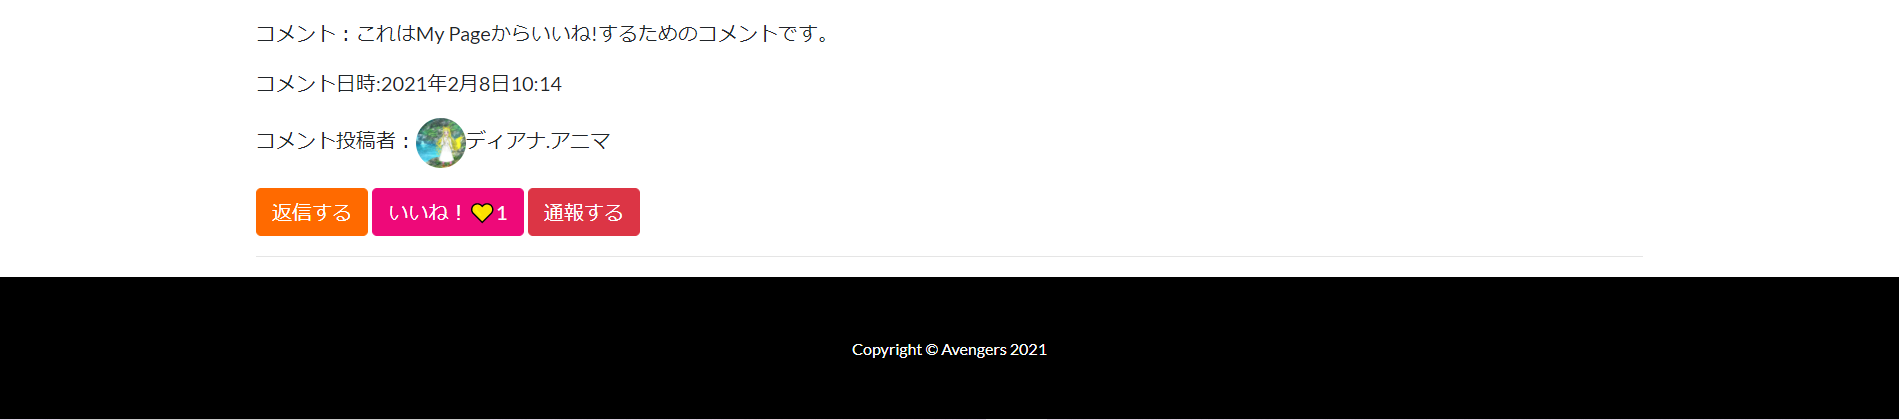 コメント：これはMy Pageからいいね!するためのコメントです。
コメント日時:2021年2月8日10:14
コメント投稿者：ディアナ.アニマ
返信する いいね！1 通報する
Copyright © Avengers 2021